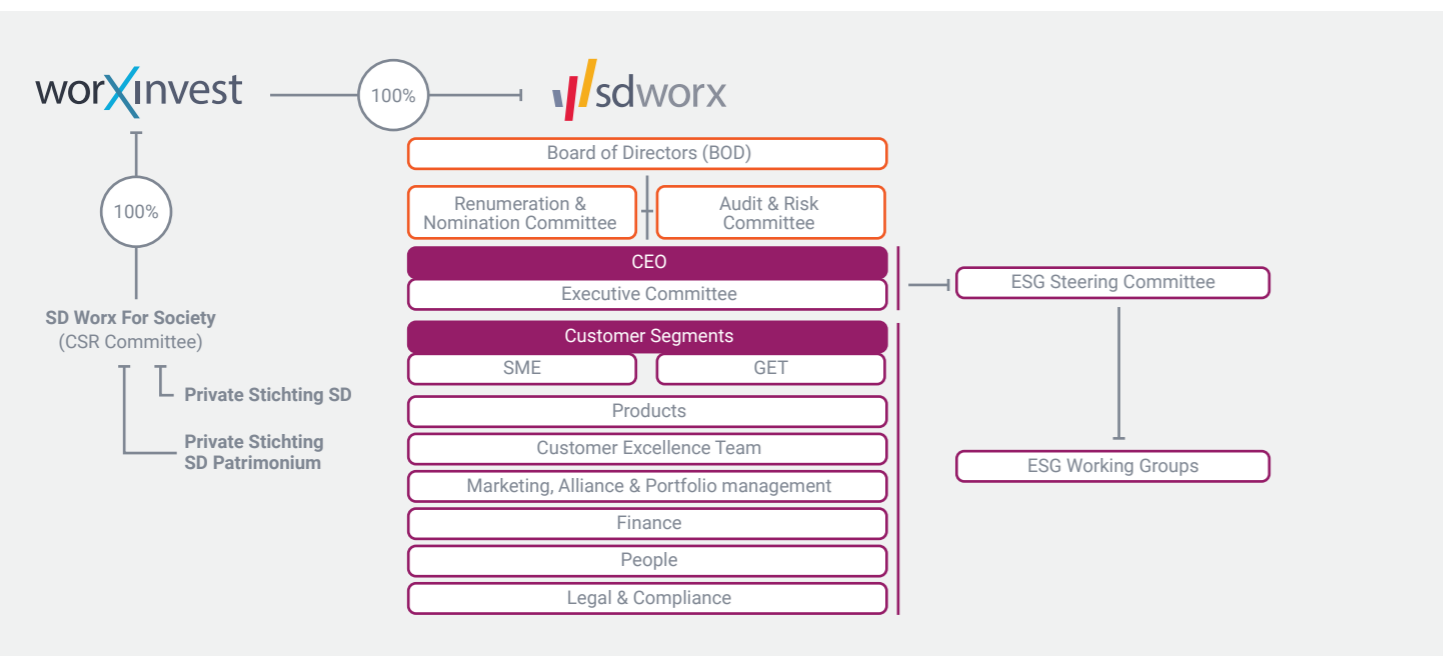 worxinvest
100%
sdworx
Board of Directors (BOD)
100%
Renumeration &
Nomination Committee
Audit & Risk
Committee
CEO
Executive Committee
ESG Steering Committee
SD Worx For Society
(CSR Committee)
Customer Segments
SME
GET
Private Stichting SD
Products
Private Stichting
SD Patrimonium
Customer Excellence Team
ESG Working Groups
Marketing, Alliance & Portfolio management
Finance
People
Legal & Compliance